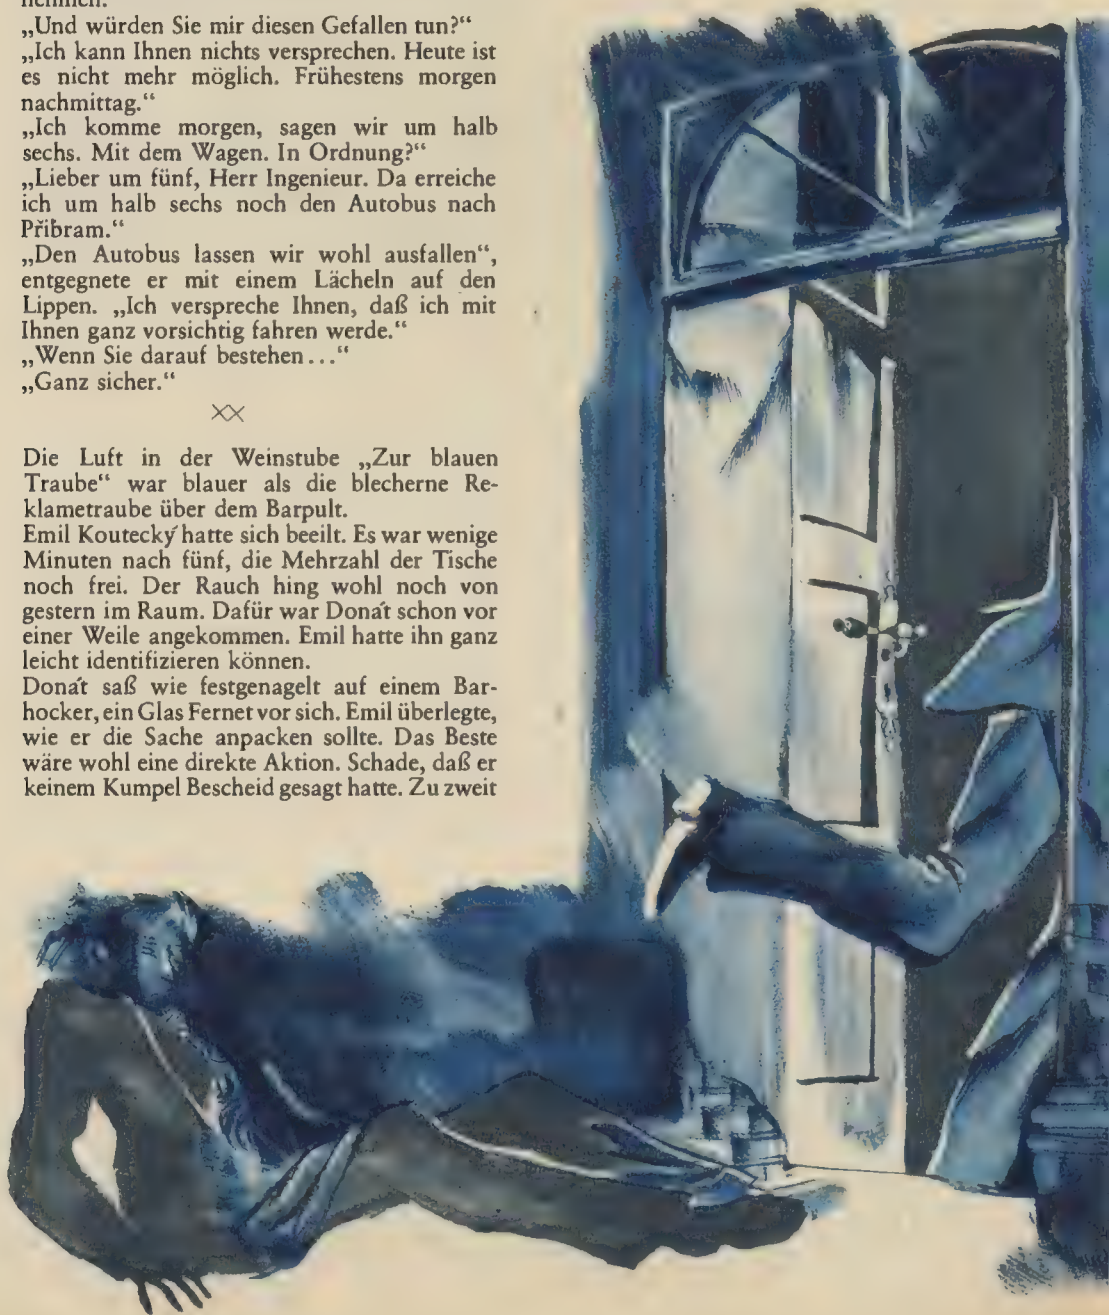 „Und würden Sie mir diesen Gefallen tun?“
„Ich kann Ihnen nichts versprechen. Heute ist
es nicht mehr möglich. Frühestens morgen
nachmittag.“
„Ich komme morgen, sagen wir um halb
sechs. Mit dem Wagen. In Ordnung?“
„Lieber um fünf, Herr Ingenieur. Da erreiche
ich um halb sechs noch den Autobus nach
Příbram.“
„Den Autobus lassen wir wohl ausfallen“,
entgegnete er mit einem Lächeln auf den
Lippen. „Ich verspreche Ihnen, daß ich mit
Ihnen ganz vorsichtig fahren werde.“
„Wenn Sie darauf bestehen...“
„Ganz sicher.“
XX
Die Luft in der Weinstube „Zur blauen
Traube“ war blauer als die blecherne Re-
klametraube über dem Barpult.
Emil Koutecký hatte sich beeilt. Es war wenige
Minuten nach fünf, die Mehrzahl der Tische
noch frei. Der Rauch hing wohl noch von
gestern im Raum. Dafür war Donát schon vor
einer Weile angekommen. Emil hatte ihn ganz
leicht identifizieren können.
Donát saß wie festgenagelt auf einem Bar-
hocker, ein Glas Fernet vor sich. Emil überlegte,
wie er die Sache anpacken sollte. Das Beste
wäre wohl eine direkte Aktion. Schade, daß er
keinem Kumpel Bescheid gesagt hatte. Zu zweit